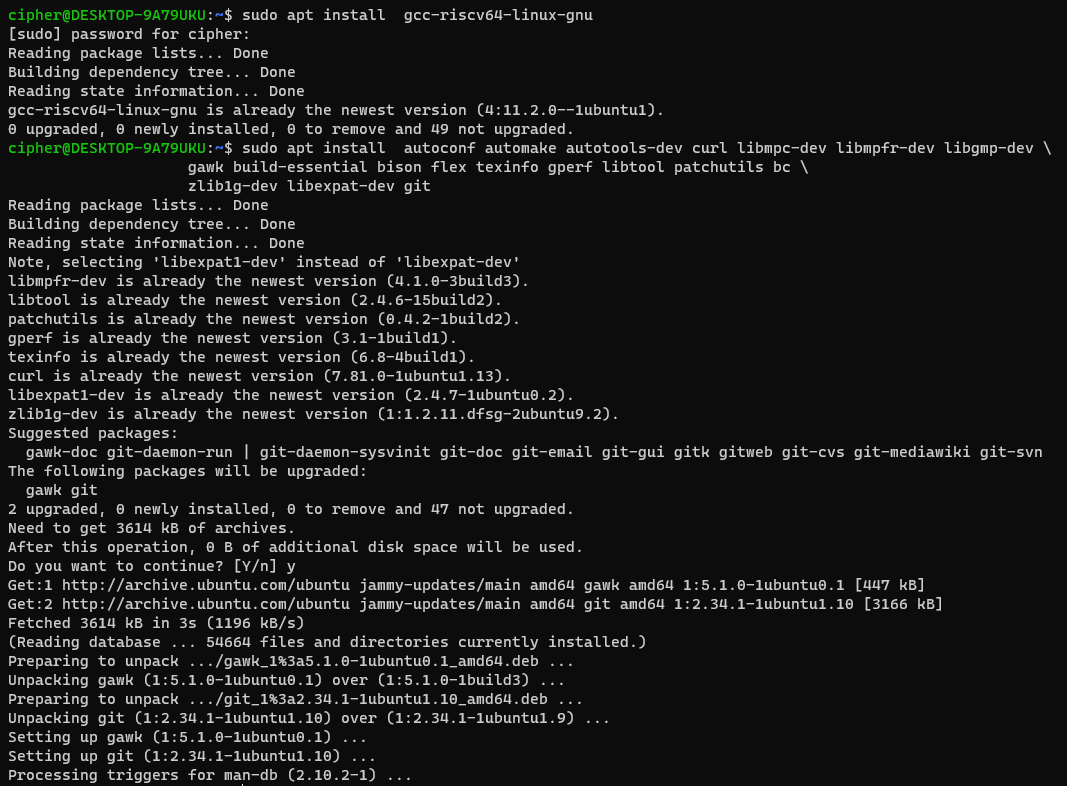 cipher@DESKTOP-9A79UKU:~$ sudo apt install  gcc-riscv64-linux-gnu
[sudo] password for cipher:
Reading package lists... Done
Building dependency tree... Done
Reading state information... Done
gcc-riscv64-linux-gnu is already the newest version (4:11.2.0--1ubuntu1).
0 upgraded, 0 newly installed, 0 to remove and 49 not upgraded.
cipher@DESKTOP-9A79UKU:~$ sudo apt install  autoconf automake autotools-dev curl libmpc-dev libmpfr-dev libgmp-dev \
                    gawk build-essential bison flex texinfo gperf libtool patchutils bc \
                    zlib1g-dev libexpat-dev git
Reading package lists... Done
Building dependency tree... Done
Reading state information... Done
Note, selecting 'libexpat1-dev' instead of 'libexpat-dev'
libmpfr-dev is already the newest version (4.1.0-3build3).
libtool is already the newest version (2.4.6-15build2).
patchutils is already the newest version (0.4.2-1build2).
gperf is already the newest version (3.1-1build1).
texinfo is already the newest version (6.8-4build1).
curl is already the newest version (7.81.0-1ubuntu1.13).
libexpat1-dev is already the newest version (2.4.7-1ubuntu0.2).
zlib1g-dev is already the newest version (1:1.2.11.dfsg-2ubuntu9.2).
Suggested packages:
  gawk-doc git-daemon-run | git-daemon-sysvinit git-doc git-email git-gui gitk gitweb git-cvs git-mediawiki git-svn
The following packages will be upgraded:
  gawk git
2 upgraded, 0 newly installed, 0 to remove and 47 not upgraded.
Need to get 3614 kB of archives.
After this operation, 0 B of additional disk space will be used.
Do you want to continue? [Y/n] y
Get:1 http://archive.ubuntu.com/ubuntu jammy-updates/main amd64 gawk amd64 1:5.1.0-1ubuntu0.1 [447 kB]
Get:2 http://archive.ubuntu.com/ubuntu jammy-updates/main amd64 git amd64 1:2.34.1-1ubuntu1.10 [3166 kB]
Fetched 3614 kB in 3s (1196 kB/s)
(Reading database ... 54664 files and directories currently installed.)
Preparing to unpack .../gawk_1%3a5.1.0-1ubuntu0.1_amd64.deb ...
Unpacking gawk (1:5.1.0-1ubuntu0.1) over (1:5.1.0-1build3) ...
Preparing to unpack .../git_1%3a2.34.1-1ubuntu1.10_amd64.deb ...
Unpacking git (1:2.34.1-1ubuntu1.10) over (1:2.34.1-1ubuntu1.9) ...
Setting up gawk (1:5.1.0-1ubuntu0.1) ...
Setting up git (1:2.34.1-1ubuntu1.10) ...
Processing triggers for man-db (2.10.2-1) ...